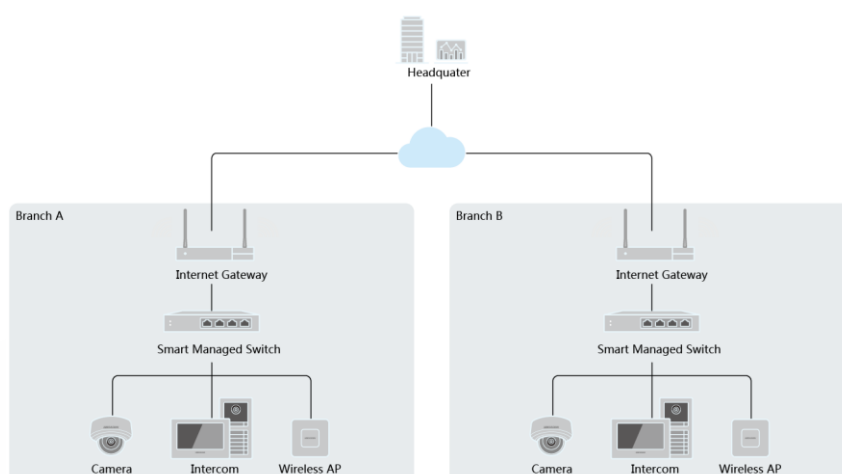 Headquater
Branch A
Branch B
Internet Gateway
Internet Gateway
Smart Managed Switch
Smart Managed Switch
Camera
Intercom
Wireless AP
Camera
Intercom
Wireless AP